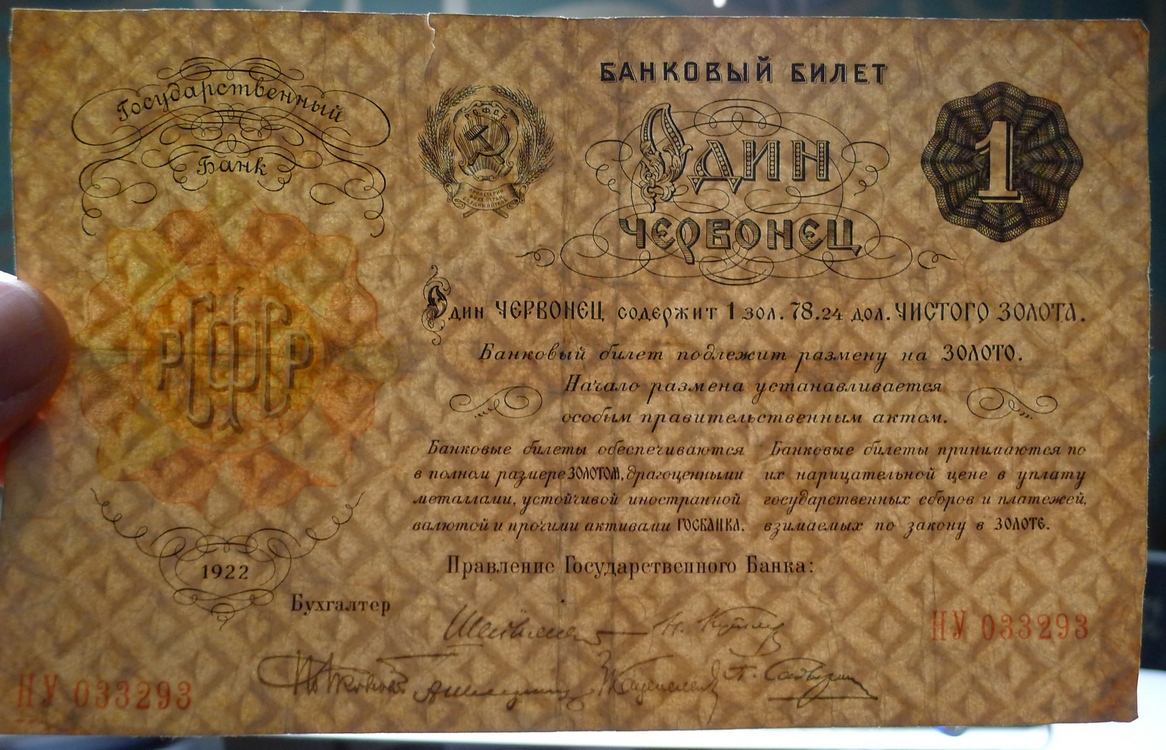 БАНКОВЫЙ БИЛЕТ
Государственный
Банк
Р.С.Ф.С.Р.
ОДИН
ЧЕРВОНЕЦ
1
Один ЧЕРВОНЕЦ содержит 1 зол. 78.24 дол. ЧИСТОГО ЗОЛОТА.
Банковый билет подлежит размену на ЗОЛОТО.
Начало размена устанавливается
особым правительственным актом.
Банковые билеты обеспечиваются
в полном размере ЗОЛОТОМ, драгоценными
металлами, устойчивой иностранной
валютой и прочими активами ГОСБАНКА.
Банковые билеты принимаются по
их нарицательной цене в уплату
государственных сборов и платежей,
взимаемых по закону в ЗОЛОТЕ.
РСФСР
1922
Правление Государственного Банка:
Бухгалтер
НУ 033293
НУ 033293